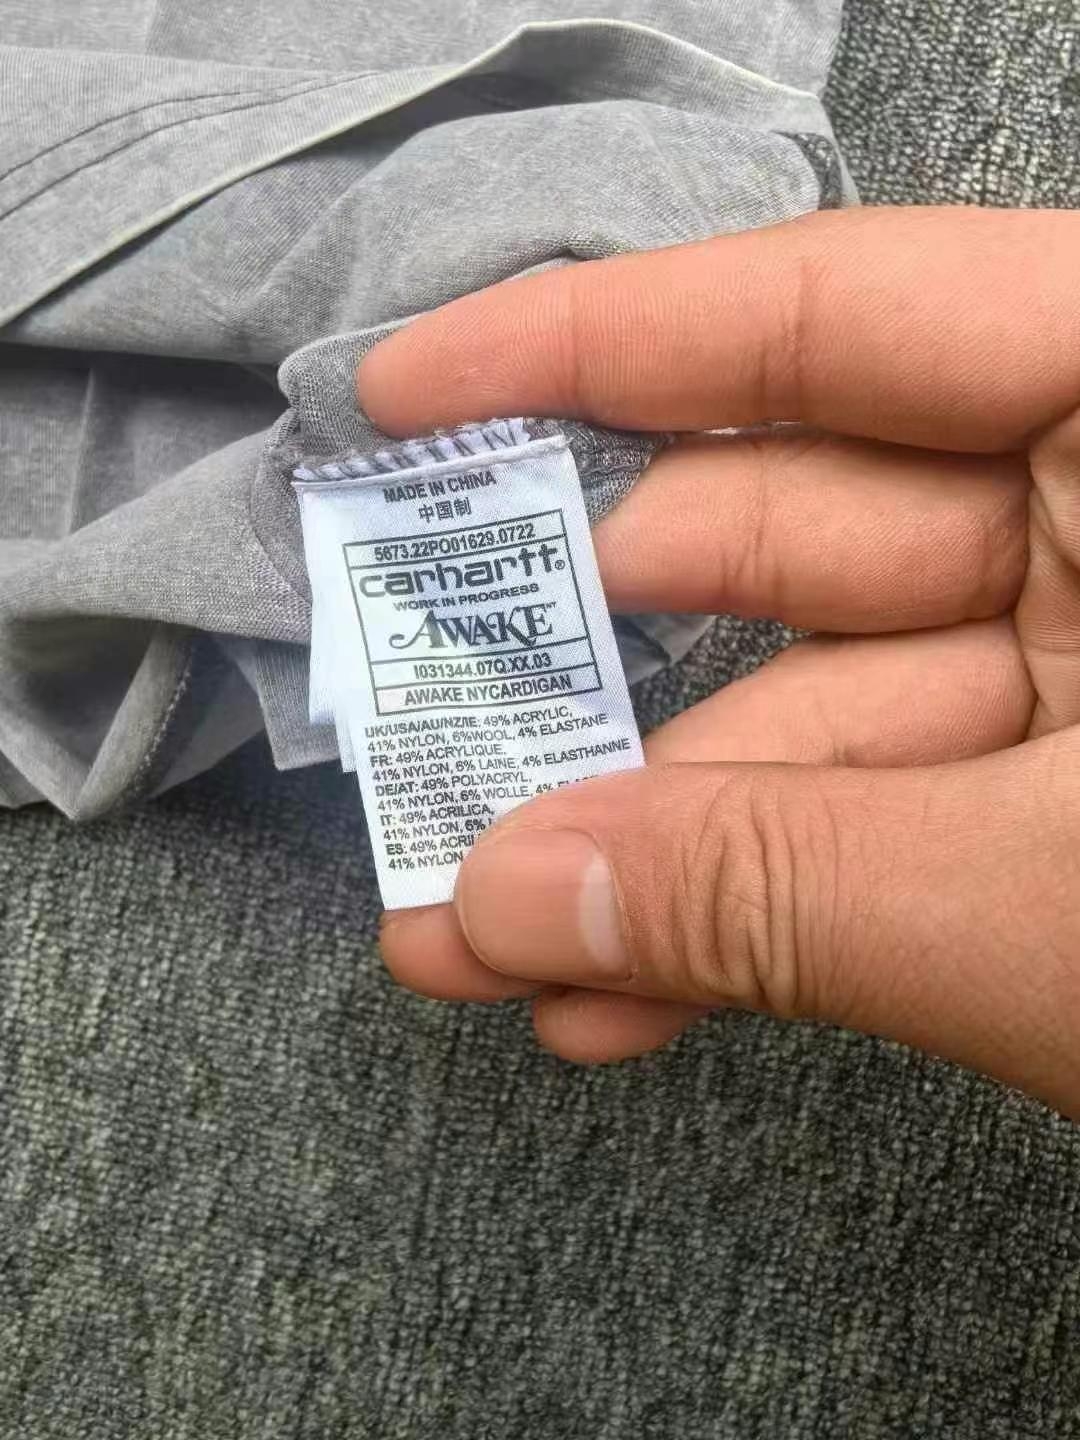 MADE IN CHINA
中国制
5673.22PO01629.0722
carhartt®
WORK IN PROGRESS
AWAKE NY
I031344.07Q.XX.03
AWAKE NYCARDIGAN
UK/USA/AU/NZ/IE: 49% ACRYLIC,
41% NYLON, 6%WOOL, 4% ELASTANE
FR: 49% ACRYLIQUE,
41% NYLON, 6% LAINE, 4% ELASTHANNE
DE/AT: 49% POLYACRYL,
41% NYLON, 6% WOLLE, 4%
IT: 49% ACRILICA,
41% NYLON, 6%
ES: 49%
41% NYLON